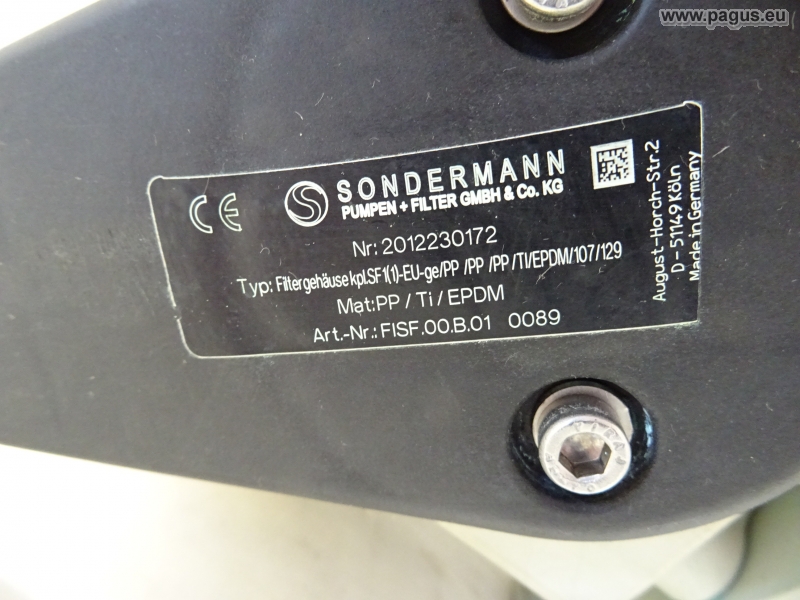 www.pagus.eu
CE
SONDERMANN
PUMPEN + FILTER GMBH & Co. KG
Nr: 2012230172
Typ: Filtergehäuse kpl.SF1(1)-EU-ge/PP /PP /PP /TI/EPDM/107/129
Mat:PP / Ti / EPDM
Art.-Nr.: FISF.00.B.01 0089
August-Horch-Str.2
D - 51149 Köln
Made in Germany